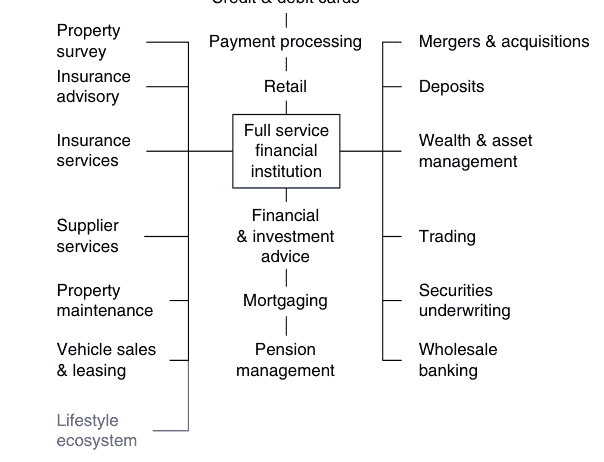 Credit & debit cards
Property
survey
Payment processing
Mergers & acquisitions
Insurance
advisory
Retail
Deposits
Insurance
services
Full service
financial
institution
Wealth & asset
management
Supplier
services
Financial
& investment
advice
Trading
Property
maintenance
Mortgaging
Securities
underwriting
Vehicle sales
& leasing
Pension
management
Wholesale
banking
Lifestyle
ecosystem